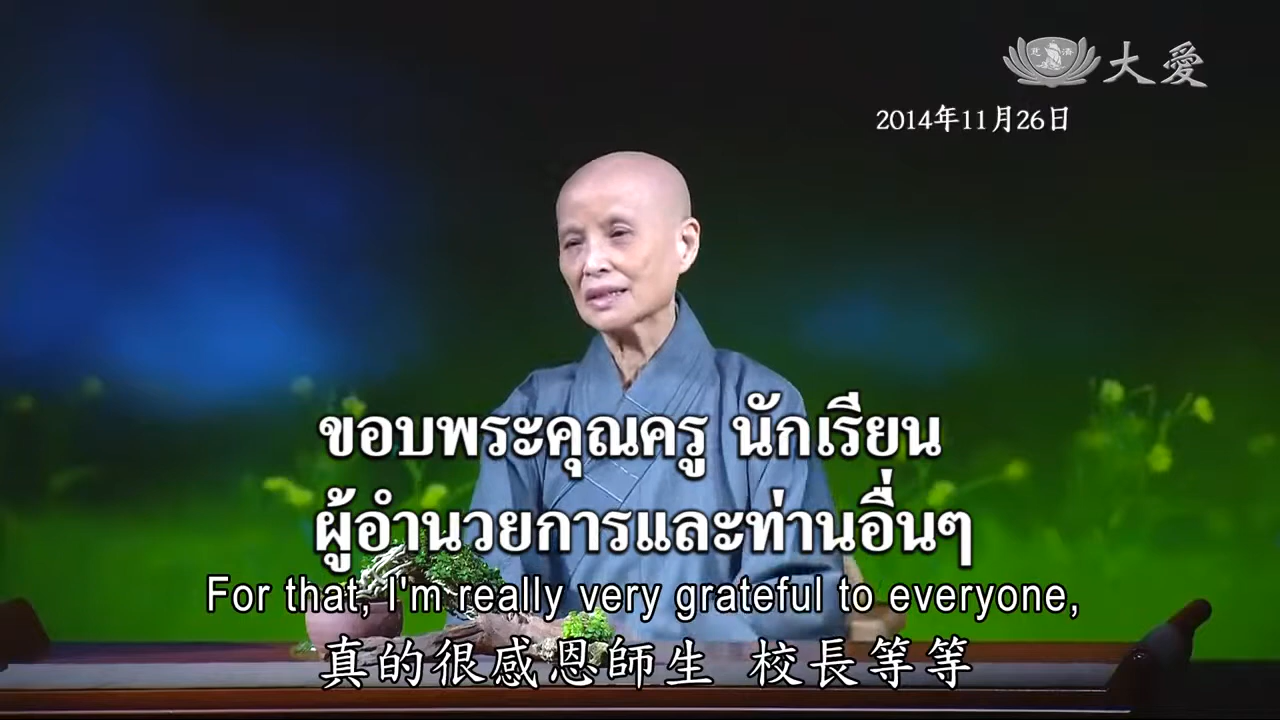 慈濟
大愛
2014年11月26日
ขอบพระคุณครู นักเรียน
ผู้อำนวยการและท่านอื่นๆ
For that, I'm really very grateful to everyone,
真的很感恩師生 校長等等